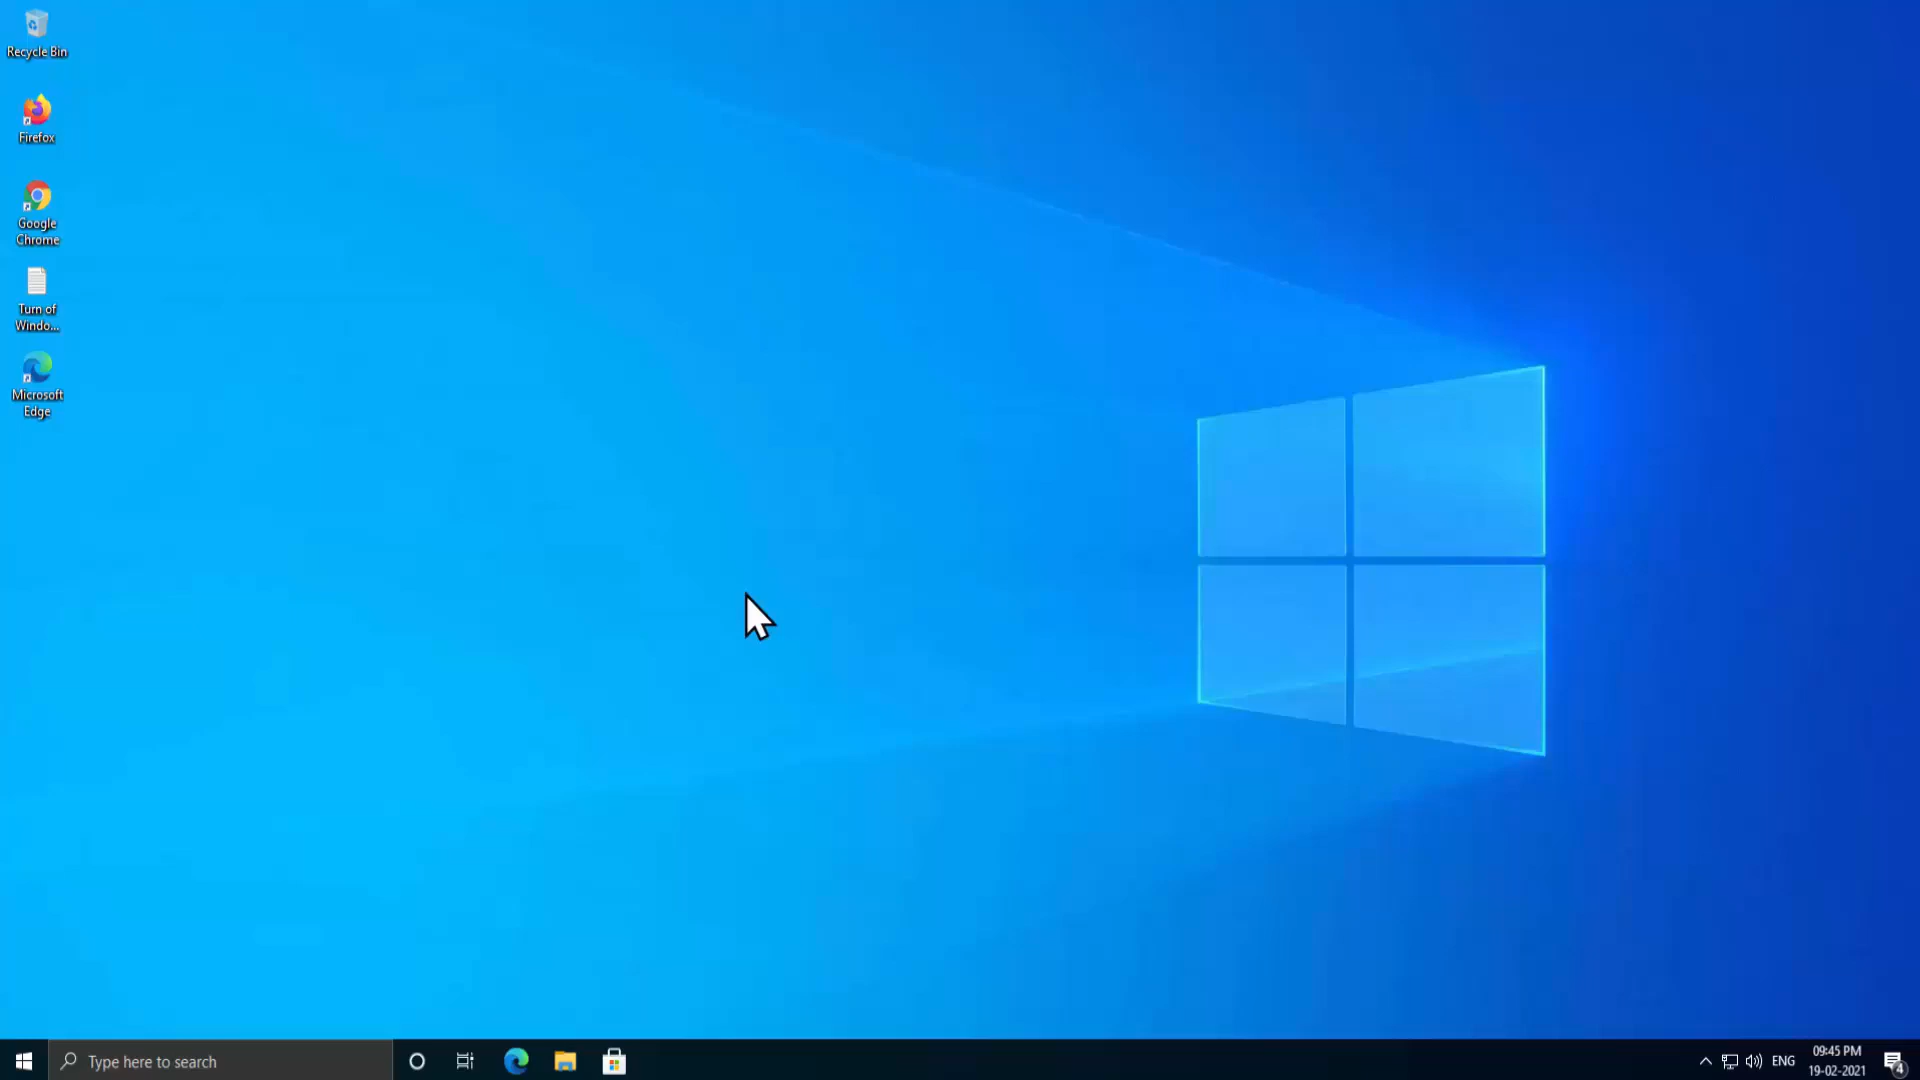 Recycle Bin
Firefox
Google
Chrome
Turn of
Windo...
Microsoft
Edge
Type here to search
ENG
09:45 PM
19-02-2021
4